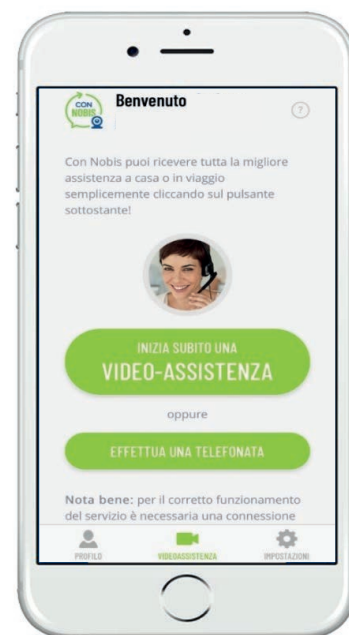 CON
NOBIS
Benvenuto
?
Con Nobis puoi ricevere tutta la migliore
assistenza a casa o in viaggio
semplicemente cliccando sul pulsante
sottostante!
INIZIA SUBITO UNA
VIDEO-ASSISTENZA
oppure
EFFETTUA UNA TELEFONATA
Nota bene: per il corretto funzionamento
del servizio è necessaria una connessione
PROFILO VIDEOASSISTENZA IMPOSTAZIONI